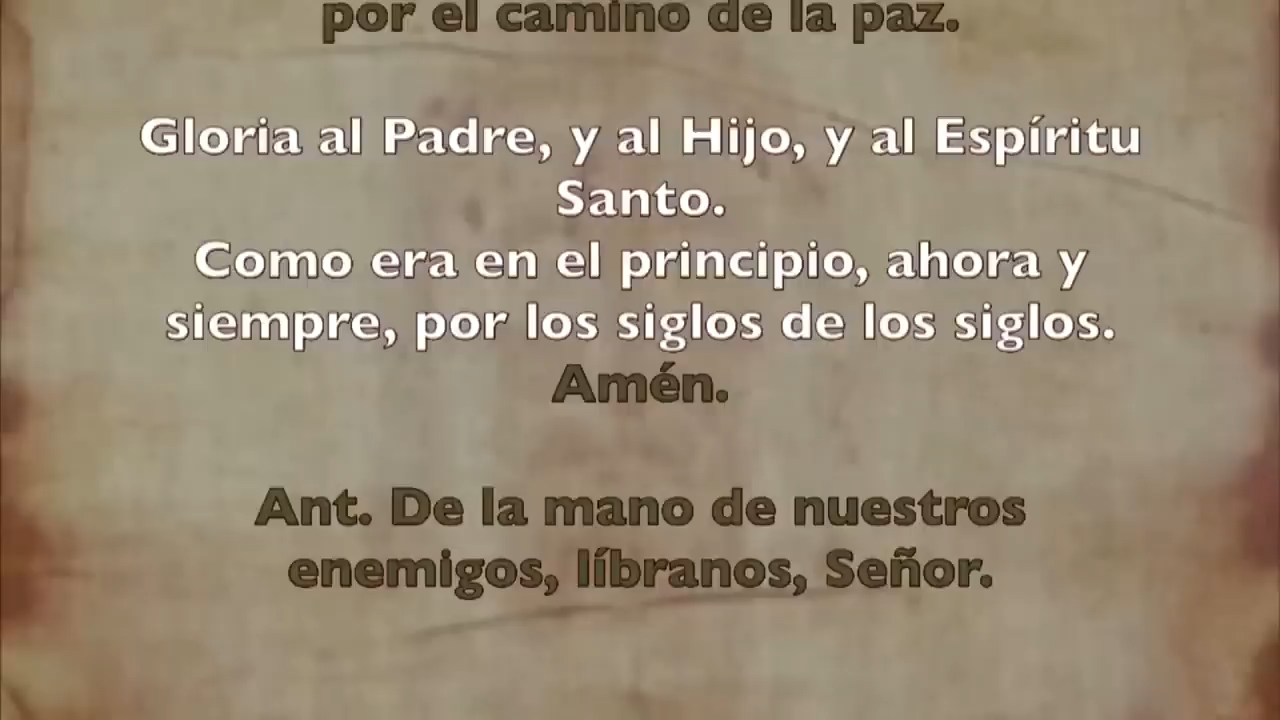 por el camino de la paz.
Gloria al Padre, y al Hijo, y al Espíritu
Santo.
Como era en el principio, ahora y
siempre, por los siglos de los siglos.
Amén.
Ant. De la mano de nuestros
enemigos, líbranos, Señor.